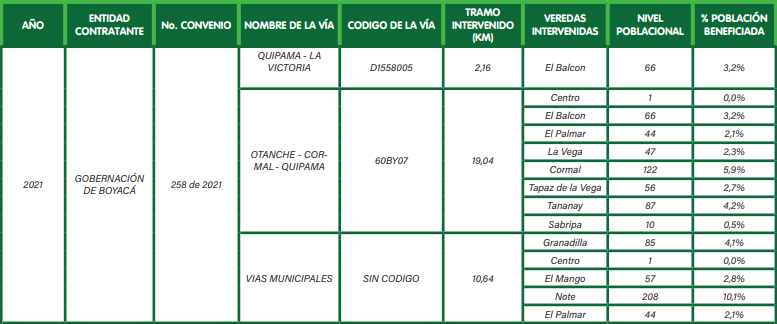 AÑO ENTIDAD CONTRATANTE No. CONVENIO NOMBRE DE LA VÍA CODIGO DE LA VÍA TRAMO INTERVENIDO (KM) VEREDAS INTERVENIDAS NIVEL POBLACIONAL % POBLACIÓN BENEFICIADA
2021 GOBERNACIÓN DE BOYACÁ 258 de 2021
QUIPAMA - LA VICTORIA D1558005 2,16 El Balcon 66 3,2%
OTANCHE - COR-
MAL - QUIPAMA 60BY07 19,04
Centro 1 0,0%
El Balcon 66 3,2%
El Palmar 44 2,1%
La Vega 47 2,3%
Cormal 122 5,9%
Tapaz de la Vega 56 2,7%
Tananay 87 4,2%
Sabripa 10 0,5%
VIAS MUNICIPALES SIN CODIGO 10,64
Granadilla 85 4,1%
Centro 1 0,0%
El Mango 57 2,8%
Note 208 10,1%
El Palmar 44 2,1%